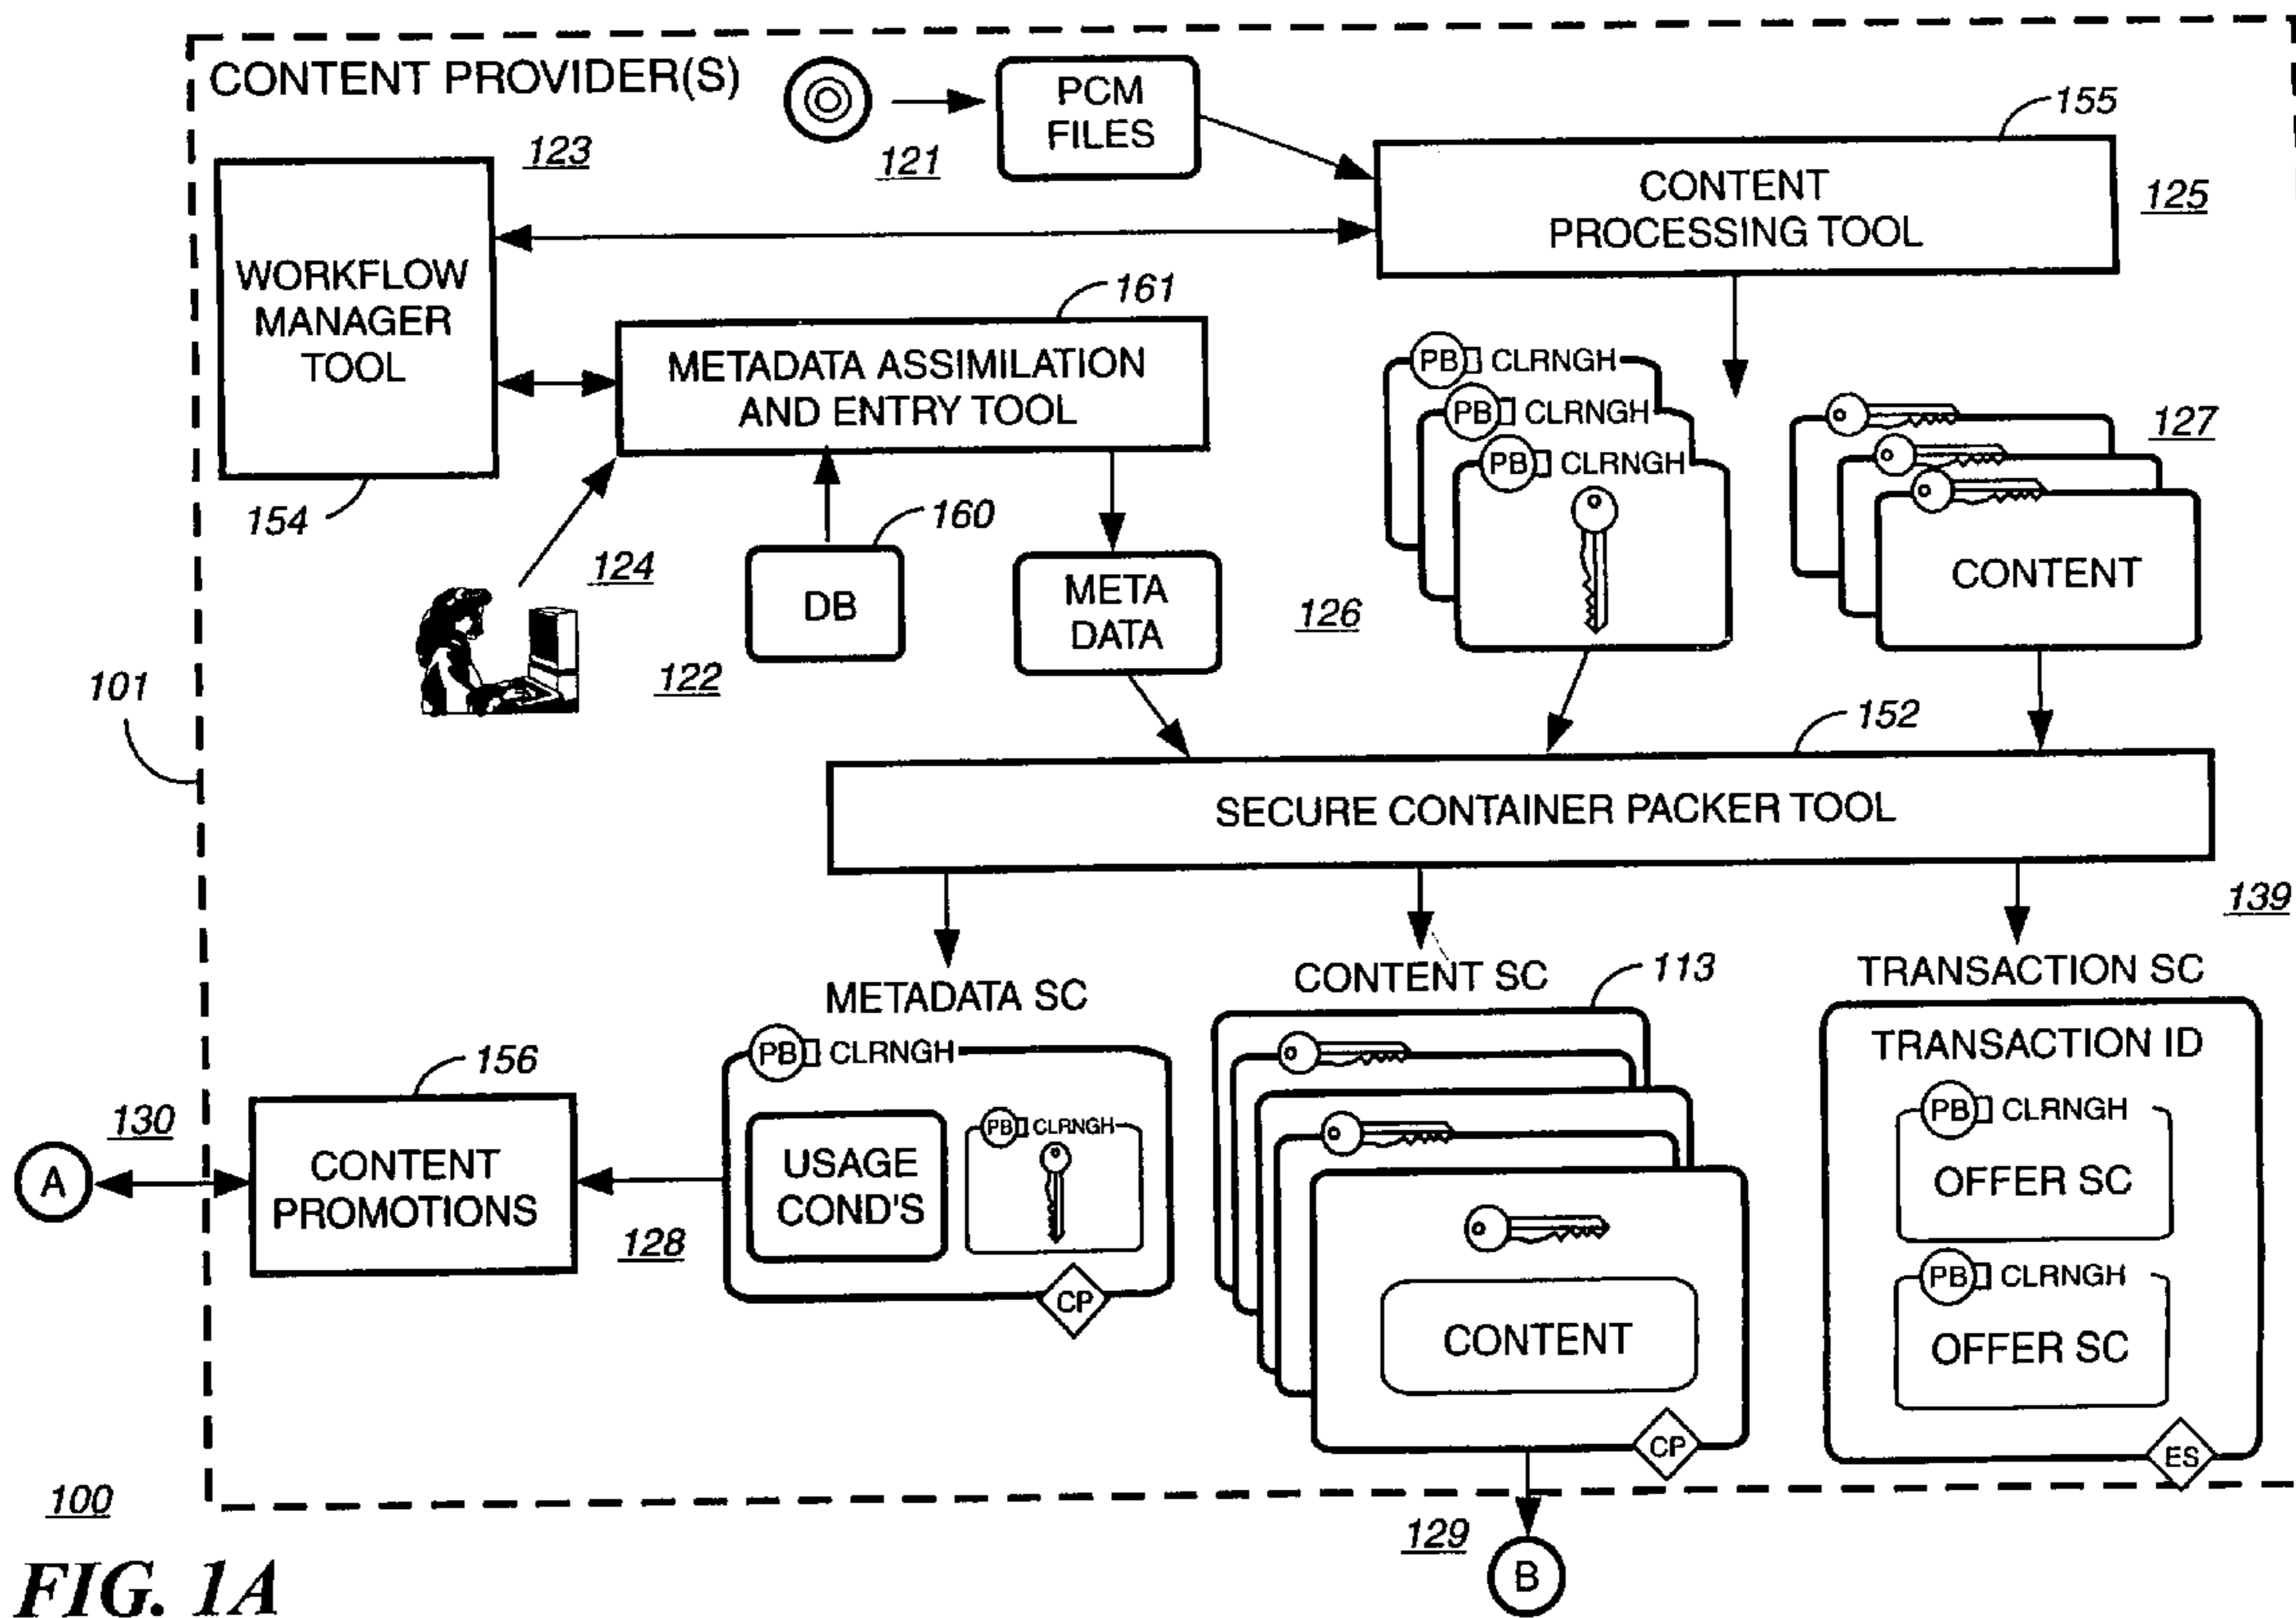 CONTENT PROVIDER(S)
PCM
FILES
121
123
155
125
CONTENT
PROCESSING TOOL
WORKFLOW
MANAGER
TOOL
154
161
METADATA ASSIMILATION
AND ENTRY TOOL
124
122
160
DB
META
DATA
126
PB CLRNGH
PB CLRNGH
PB CLRNGH
127
CONTENT
101
152
SECURE CONTAINER PACKER TOOL
139
METADATA SC
PB CLRNGH
USAGE
COND'S
PB CLRNGH
CP
CONTENT SC
113
CONTENT
CP
TRANSACTION SC
TRANSACTION ID
PB CLRNGH
OFFER SC
PB CLRNGH
OFFER SC
ES
156
CONTENT
PROMOTIONS
128
130
A
129
B
100
FIG. 1A